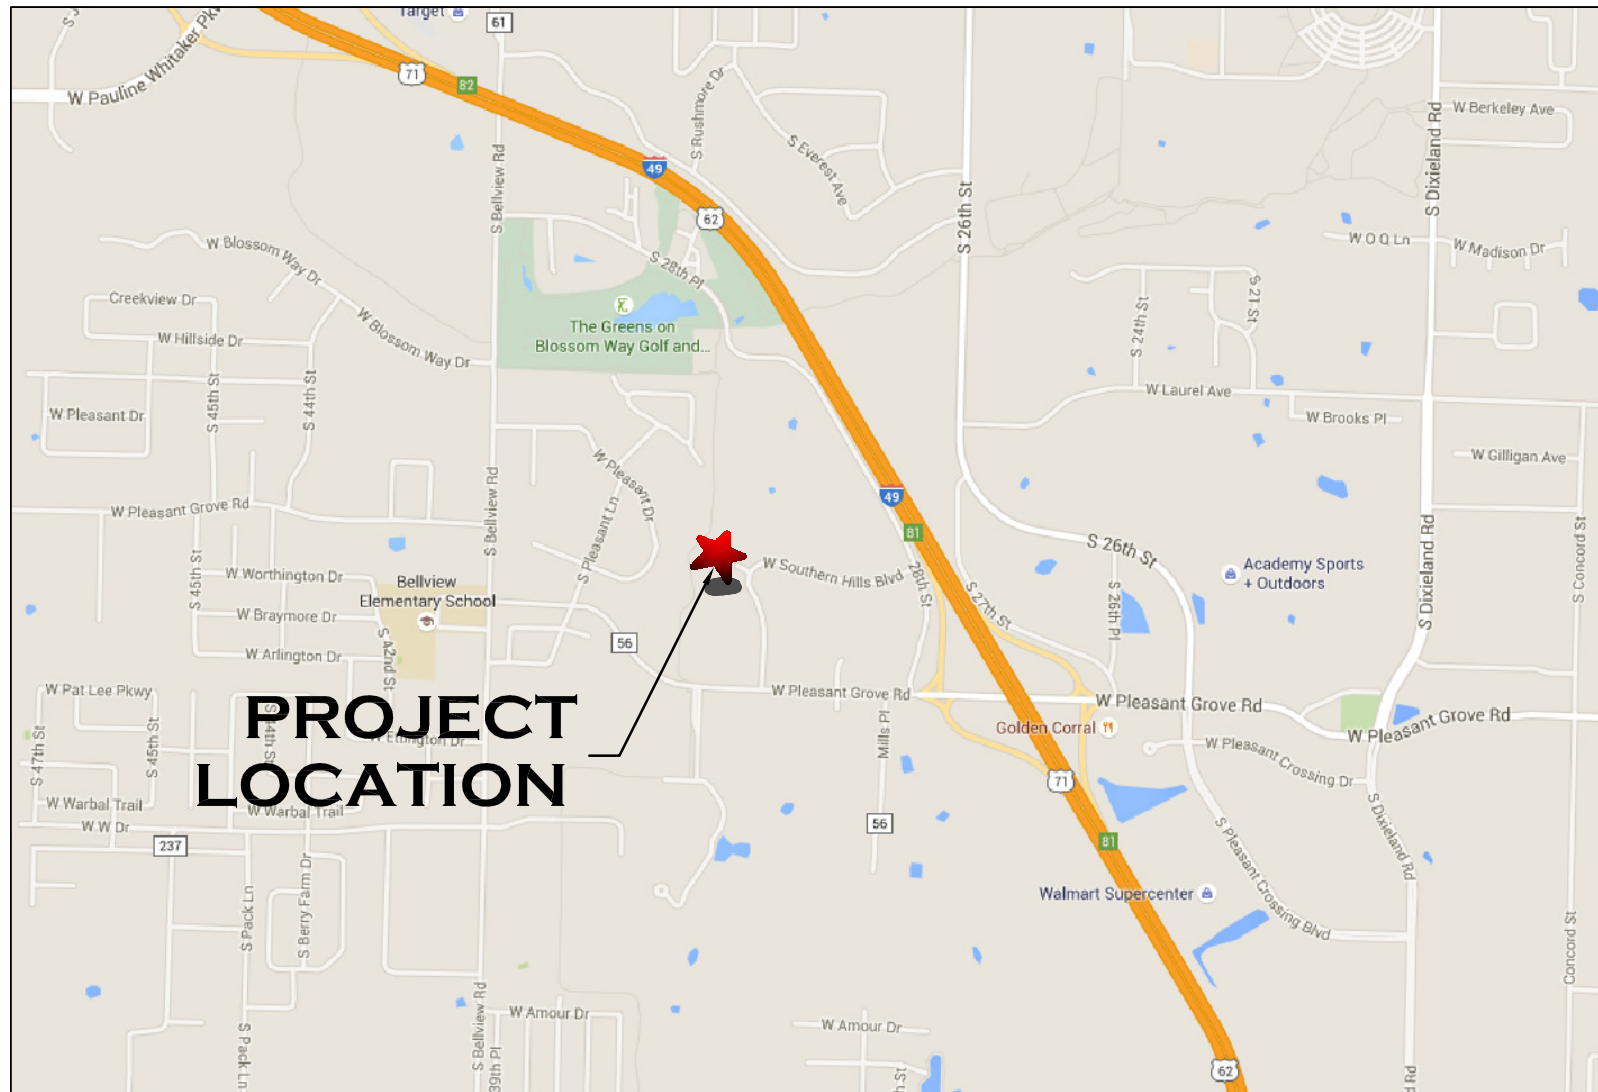 Target
61
71
82
W Pauline Whitaker Pkwy
S Rushmore Dr
W Berkeley Ave
S Everest Ave
49
62
S Bellview Rd
S 26th St
S Dixieland Rd
W O Q Ln
W Madison Dr
W Blossom Way Dr
S 28th Pl
S 21 St
Creekview Dr
The Greens on
Blossom Way Golf and...
S 24th St
W Hillside Dr
W Blossom Way Dr
W Laurel Ave
S 45th St
S 44th St
W Pleasant Dr
W Brooks Pl
W Gilligan Ave
W Pleasant Dr
49
W Pleasant Grove Rd
S Bellview Rd
S Pleasant Ln
81
S 26th St
S Dixieland Rd
S Concord St
W Southern Hills Blvd
28th St
S 27th St
S 26th Pl
Academy Sports
+ Outdoors
S 46th St
W Worthington Dr
Bellview
Elementary School
W Braymore Dr
S 42nd St
W Arlington Dr
56
W Pat Lee Pkwy
PROJECT
LOCATION
W Pleasant Grove Rd
W Pleasant Grove Rd
W Pleasant Grove Rd
Mills Pl
Golden Corral
S 47th St
S 45th St
W Pleasant Crossing Dr
71
W Warbal Trail
W Warbal Trail
W W Dr
237
56
81
S Dixieland Rd
S Pleasant Crossing Blvd
Walmart Supercenter
S Pack Ln
S Berry Farm Dr
Concord St
S Bellview Rd
W Amour Dr
W Amour Dr
S Pack Ln
39th Pl
62
h St
Rd